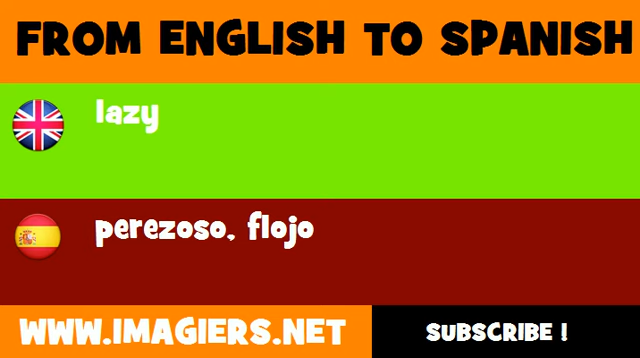 FROM ENGLISH TO SPANISH
lazy
perezoso, flojo
WWW.IMAGIERS.NET
SUBSCRIBE !